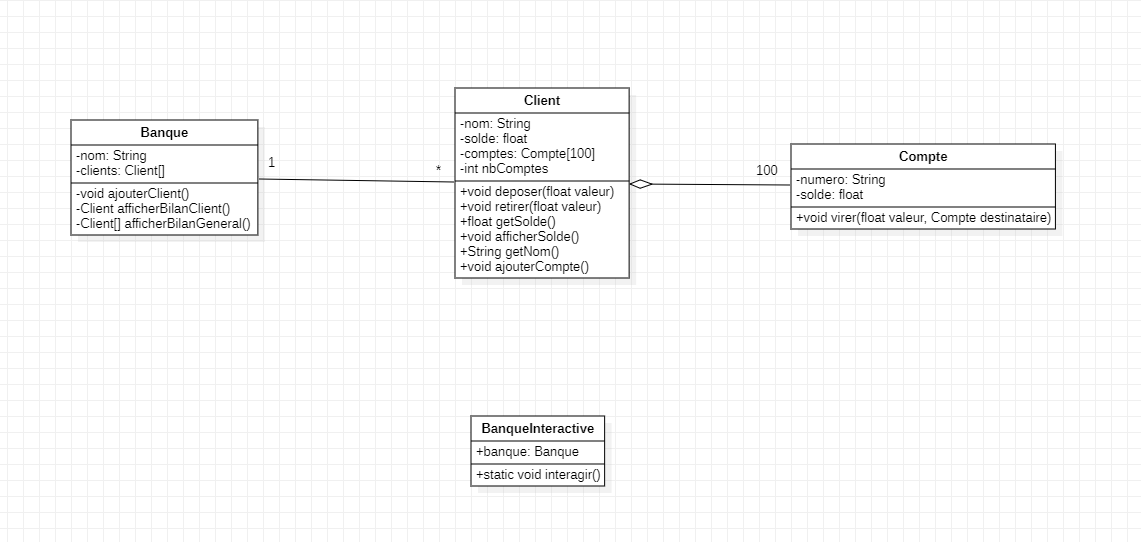 Banque
-nom: String
-clients: Client[]
-void ajouterClient()
-Client afficherBilanClient()
-Client[] afficherBilanGeneral()
1
*
Client
-nom: String
-solde: float
-comptes: Compte[100]
-int nbComptes
+void deposer(float valeur)
+void retirer(float valeur)
+float getSolde()
+void afficherSolde()
+String getNom()
+void ajouterCompte()
100
Compte
-numero: String
-solde: float
+void virer(float valeur, Compte destinataire)
BanqueInteractive
+banque: Banque
+static void interagir()